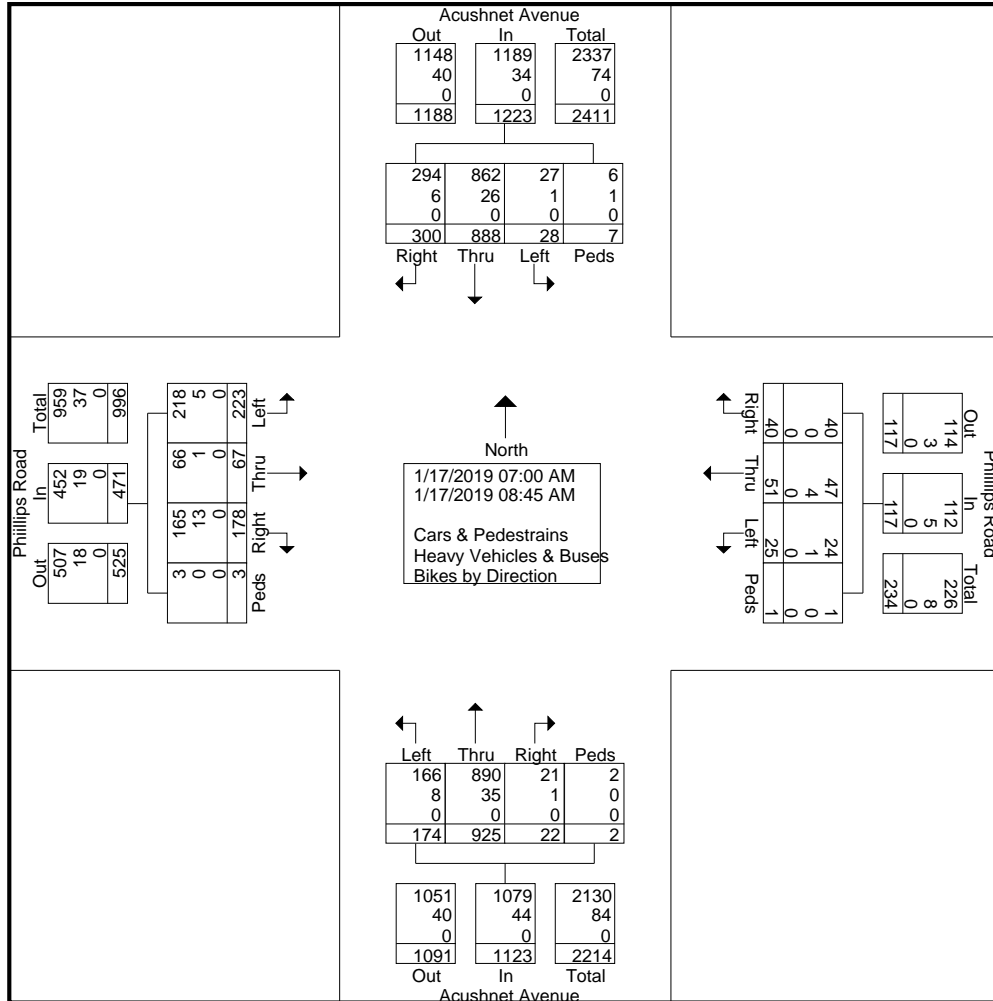 Acushnet Avenue
Out In Total
1148 1189 2337
40 34 74
0 0 0
1188 1223 2411
294 862 27 6
6 26 1 1
0 0 0 0
300 888 28 7
Right Thru Left Peds
Phiillips Road
Total In Out
959 452 507
37 19 18
0 0 0
996 471 525
218 66 165 3
5 1 13 0
0 0 0 0
223 67 178 3
Left Thru Right Peds
North
1/17/2019 07:00 AM
1/17/2019 08:45 AM
Cars & Pedestrains
Heavy Vehicles & Buses
Bikes by Direction
Phiillips Road
Out In Total
114 112 226
3 5 8
0 0 0
117 117 234
40 47 24 1
0 4 1 0
0 0 0 0
40 51 25 1
Right Thru Left Peds
Left Thru Right Peds
166 890 21 2
8 35 1 0
0 0 0 0
174 925 22 2
1051 1079 2130
40 44 84
0 0 0
1091 1123 2214
Out In Total
Acushnet Avenue